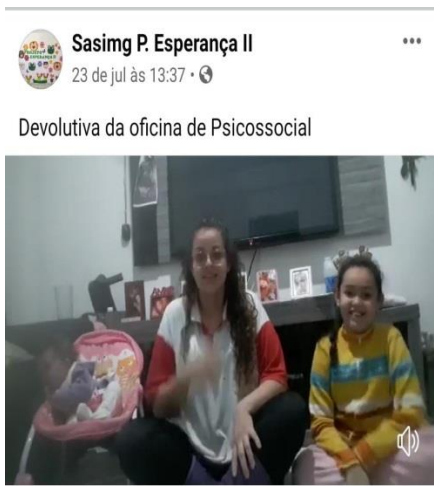 Sasimg P. Esperança II
23 de jul às 13:37
Devolutiva da oficina de Psicossocial